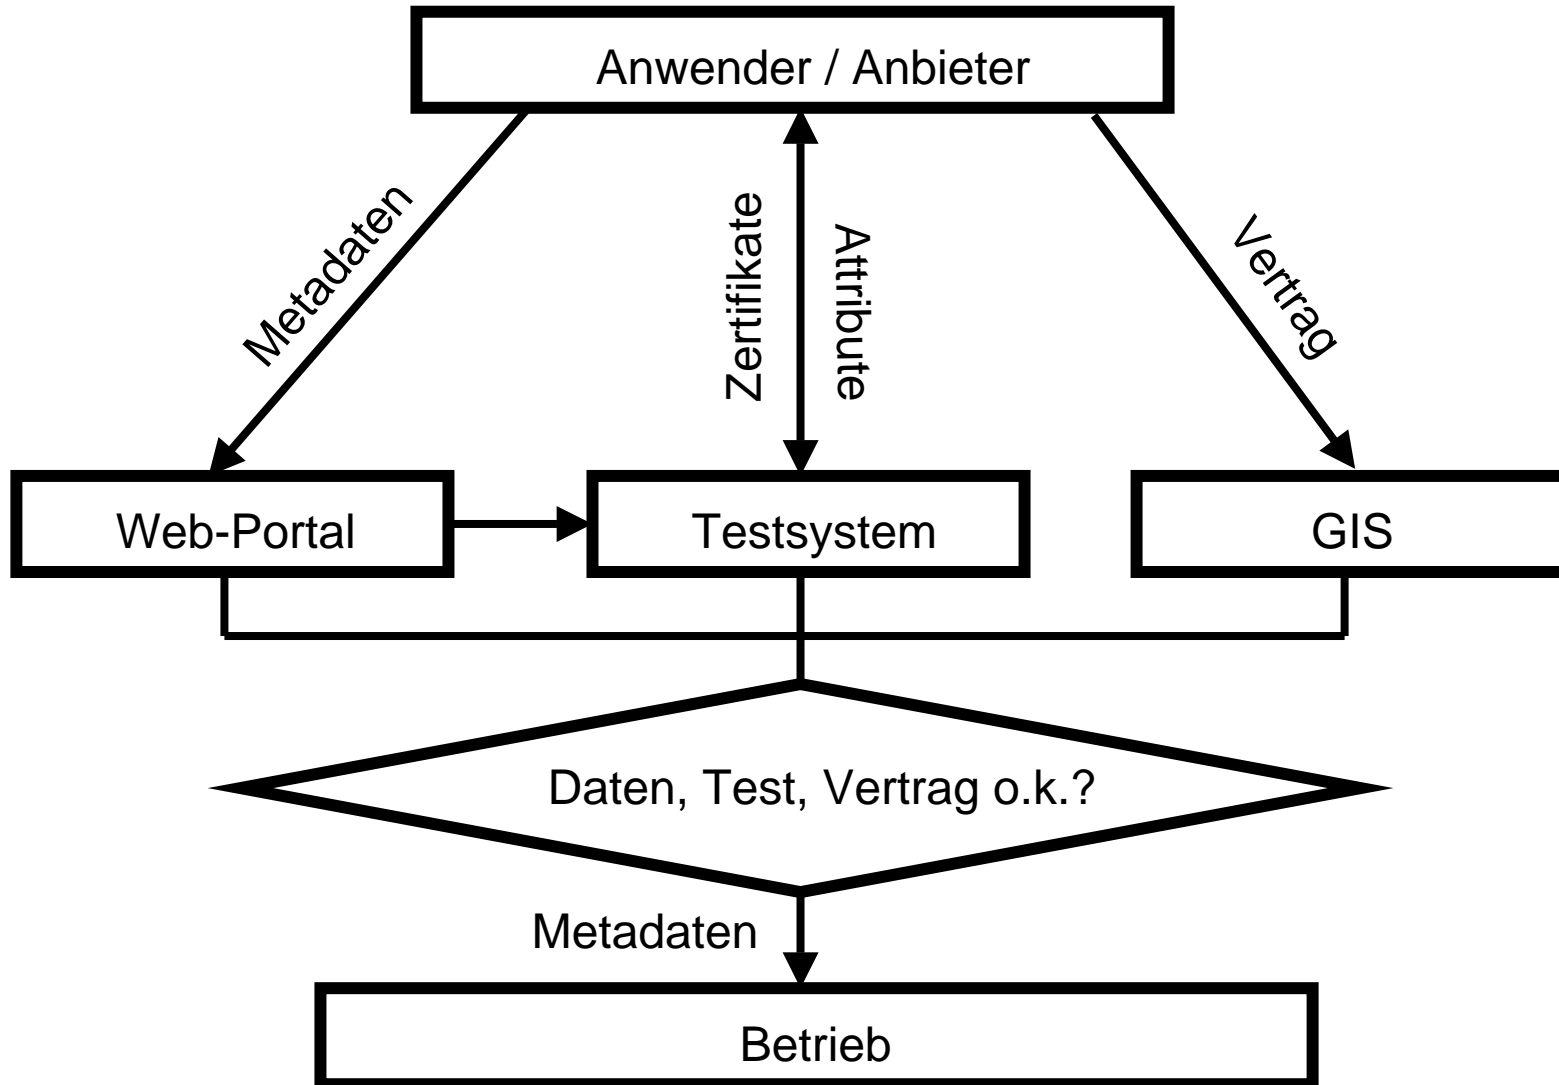 Anwender / Anbieter
Metadaten
Zertifikate
Attribute
Vertrag
Web-Portal
Testsystem
GIS
Daten, Test, Vertrag o.k.?
Metadaten
Betrieb